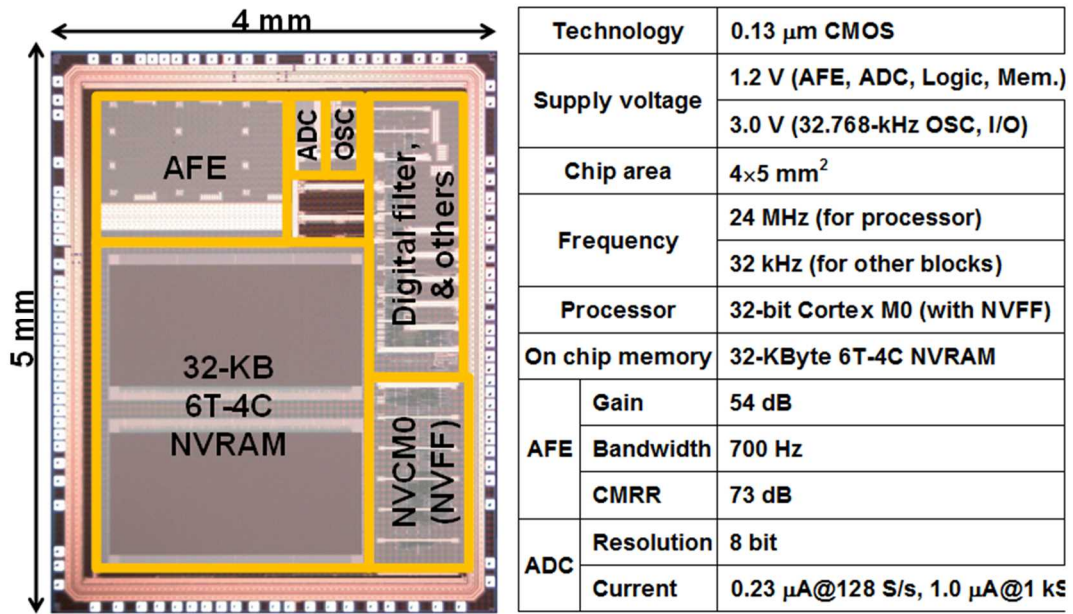 4 mm
5 mm
AFE
ADC
OSC
Digital filter,
& others
32-KB
6T-4C
NVRAM
NVCM0
(NVFF)
Technology 0.13 μm CMOS
Supply voltage 1.2 V (AFE, ADC, Logic, Mem.)
3.0 V (32.768-kHz OSC, I/O)
Chip area 4×5 mm²
Frequency 24 MHz (for processor)
32 kHz (for other blocks)
Processor 32-bit Cortex M0 (with NVFF)
On chip memory 32-KByte 6T-4C NVRAM
AFE Gain 54 dB
Bandwidth 700 Hz
CMRR 73 dB
ADC Resolution 8 bit
Current 0.23 μA@128 S/s, 1.0 μA@1 kS